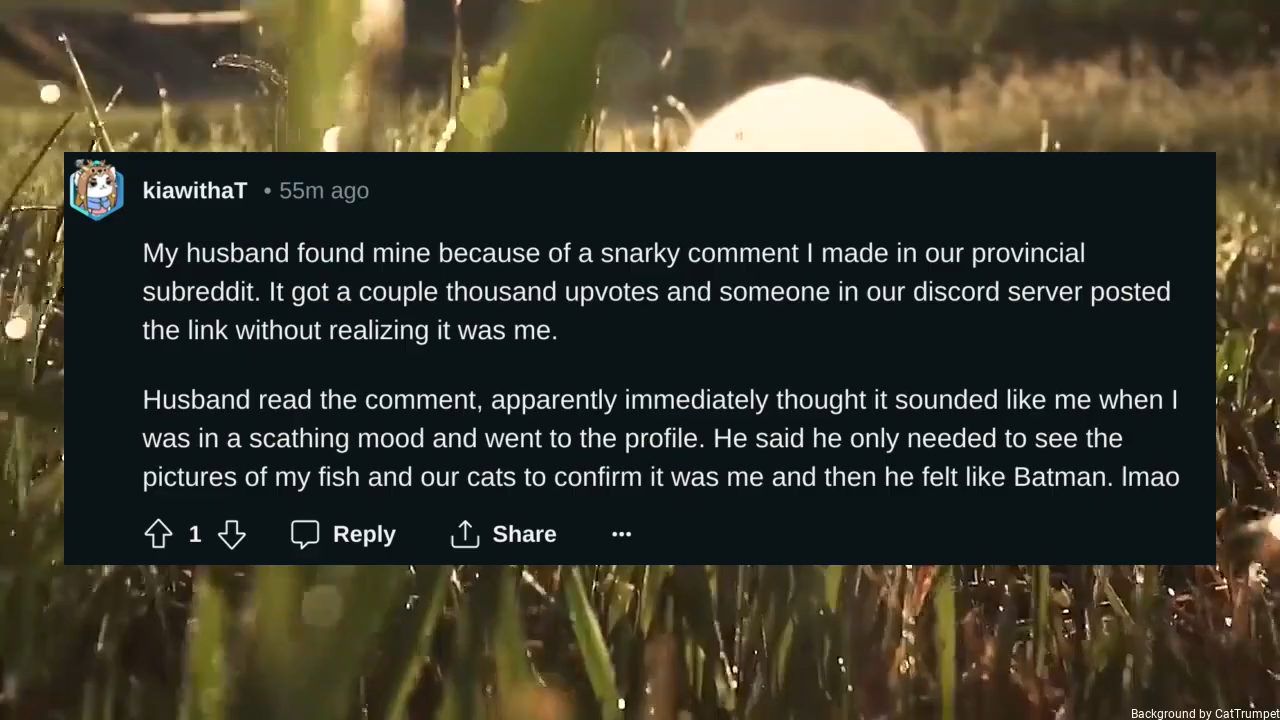 kiawithaT • 55m ago
My husband found mine because of a snarky comment I made in our provincial
subreddit. It got a couple thousand upvotes and someone in our discord server posted
the link without realizing it was me.
Husband read the comment, apparently immediately thought it sounded like me when I
was in a scathing mood and went to the profile. He said he only needed to see the
pictures of my fish and our cats to confirm it was me and then he felt like Batman. lmao
1 Reply Share ...
Background by CatTrumpet